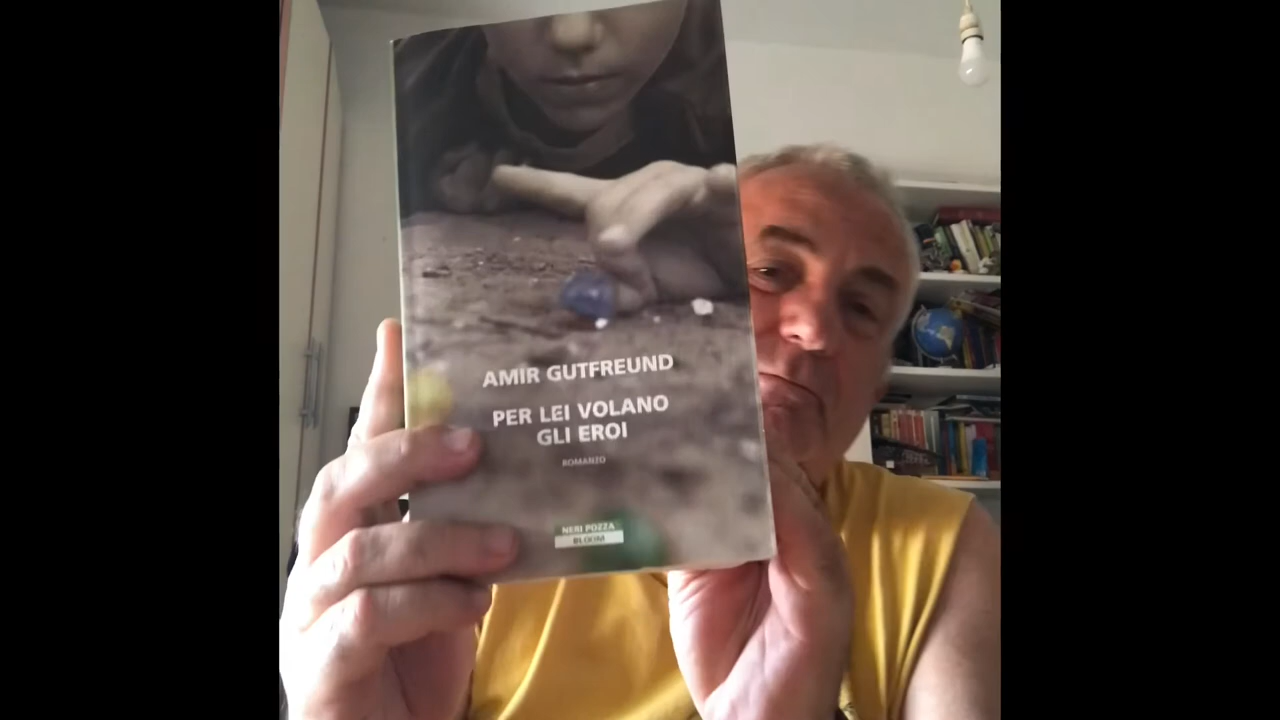 AMIR GUTFREUND
PER LEI VOLANO
GLI EROI
ROMANZO
NERI POZZA
BLOOM